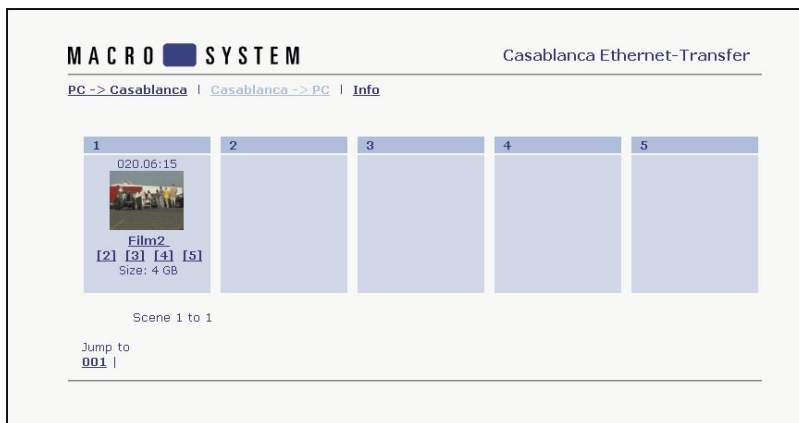 MACRO SYSTEM
Casablanca Ethernet-Transfer
PC -> Casablanca | Casablanca -> PC | Info
1 2 3 4 5
020.06:15
Film2
[2] [3] [4] [5]
Size: 4 GB
Scene 1 to 1
Jump to
001 |